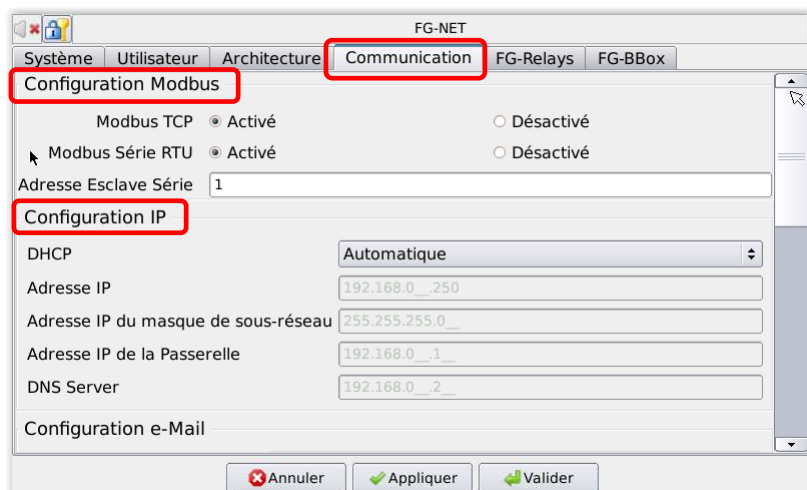 FG-NET
Système Utilisateur Architecture Communication FG-Relays FG-BBox
Configuration Modbus
Modbus TCP Activé Désactivé
Modbus Série RTU Activé Désactivé
Adresse Esclave Série 1
Configuration IP
DHCP Automatique
Adresse IP 192.168.0__.250
Adresse IP du masque de sous-réseau 255.255.255.0__
Adresse IP de la Passerelle 192.168.0__.1__
DNS Server 192.168.0__.2__
Configuration e-Mail
Annuler Appliquer Valider